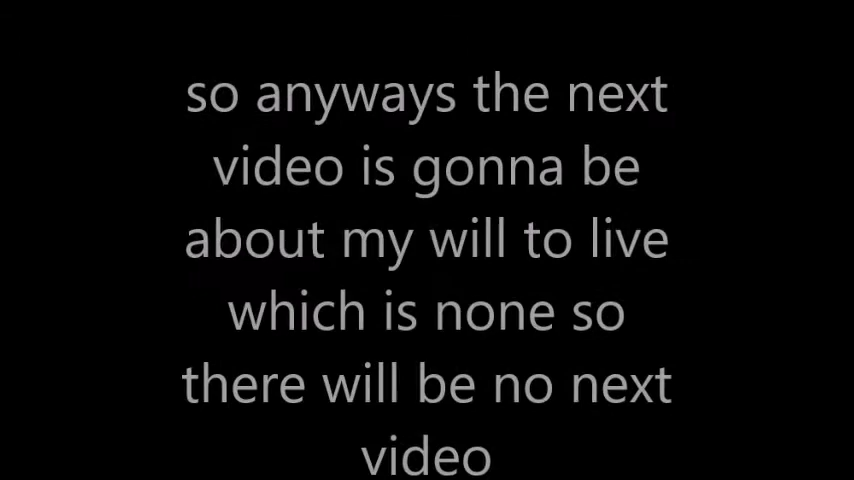 so anyways the next
video is gonna be
about my will to live
which is none so
there will be no next
video